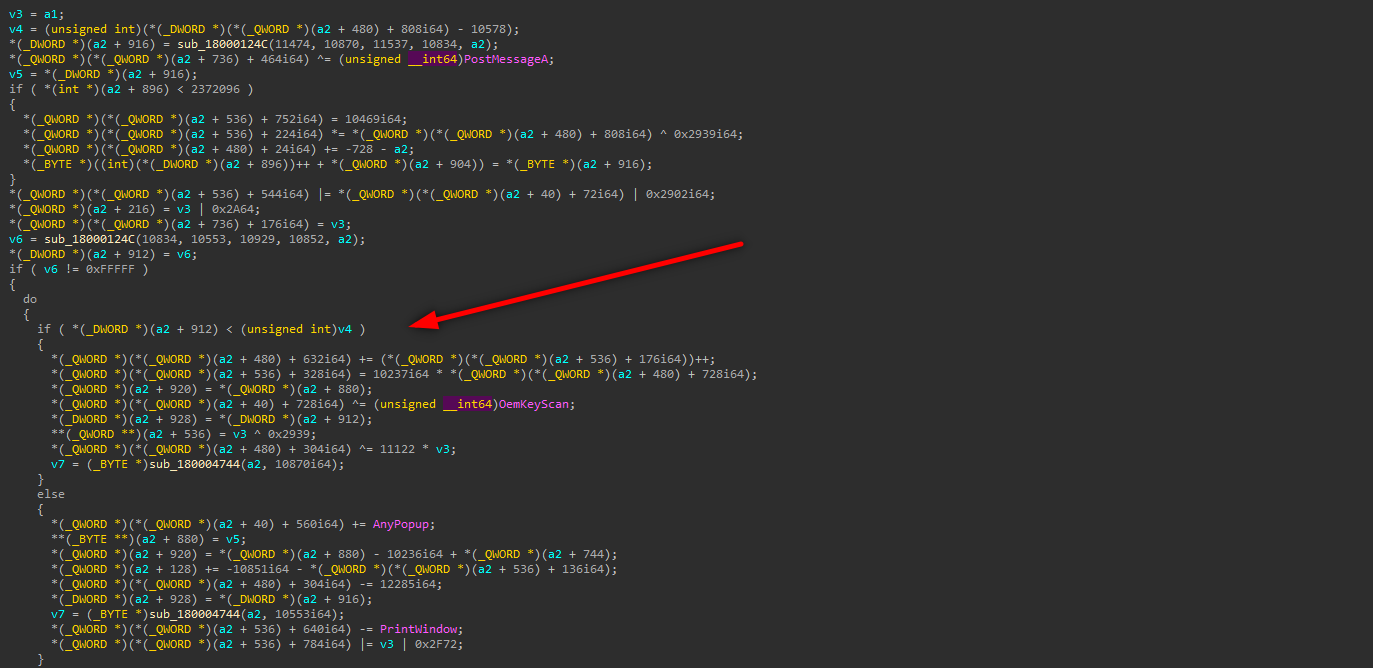 v3 = a1;
v4 = (unsigned int)(*(_DWORD *)(*(_QWORD *)(a2 + 480) + 808i64) - 10578);
*(_DWORD *)(a2 + 916) = sub_18000124C(11474, 10870, 11537, 10834, a2);
*(_QWORD *)(*(_QWORD *)(a2 + 736) + 464i64) ^= (unsigned __int64)PostMessageA;
v5 = *(_DWORD *)(a2 + 916);
if ( *(int *)(a2 + 896) < 2372096 )
{
*(_QWORD *)(*(_QWORD *)(a2 + 536) + 752i64) = 10469i64;
*(_QWORD *)(*(_QWORD *)(a2 + 536) + 224i64) *= *(_QWORD *)(*(_QWORD *)(a2 + 480) + 808i64) ^ 0x2939i64;
*(_QWORD *)(*(_QWORD *)(a2 + 480) + 24i64) += -728 - a2;
*(_BYTE *)((int)(*(_DWORD *)(a2 + 896))++ + *(_QWORD *)(a2 + 904)) = *(_BYTE *)(a2 + 916);
}
*(_QWORD *)(*(_QWORD *)(a2 + 536) + 544i64) |= *(_QWORD *)(*(_QWORD *)(a2 + 40) + 72i64) | 0x2902i64;
*(_QWORD *)(a2 + 216) = v3 | 0x2A64;
*(_QWORD *)(*(_QWORD *)(a2 + 736) + 176i64) = v3;
v6 = sub_18000124C(10834, 10553, 10929, 10852, a2);
*(_DWORD *)(a2 + 912) = v6;
if ( v6 != 0xFFFFF )
{
do
{
if ( *(_DWORD *)(a2 + 912) < (unsigned int)v4 )
{
*(_QWORD *)(*(_QWORD *)(a2 + 480) + 632i64) += (*(_QWORD *)(*(_QWORD *)(a2 + 536) + 176i64))++;
*(_QWORD *)(*(_QWORD *)(a2 + 536) + 328i64) = 10237i64 * *(_QWORD *)(*(_QWORD *)(a2 + 480) + 728i64);
*(_QWORD *)(a2 + 920) = *(_QWORD *)(a2 + 880);
*(_QWORD *)(*(_QWORD *)(a2 + 40) + 728i64) ^= (unsigned __int64)OemKeyScan;
*(_DWORD *)(a2 + 928) = *(_DWORD *)(a2 + 912);
**(_QWORD **)(a2 + 536) = v3 ^ 0x2939;
*(_QWORD *)(*(_QWORD *)(a2 + 480) + 304i64) ^= 11122 * v3;
v7 = (_BYTE *)sub_180004744(a2, 10870i64);
}
else
{
*(_QWORD *)(*(_QWORD *)(a2 + 40) + 560i64) += AnyPopup;
**(_BYTE **)(a2 + 880) = v5;
*(_QWORD *)(a2 + 920) = *(_QWORD *)(a2 + 880) - 10236i64 + *(_QWORD *)(a2 + 744);
*(_QWORD *)(a2 + 128) += -10851i64 - *(_QWORD *)(*(_QWORD *)(a2 + 536) + 136i64);
*(_QWORD *)(*(_QWORD *)(a2 + 480) + 304i64) -= 12285i64;
*(_DWORD *)(a2 + 928) = *(_DWORD *)(a2 + 916);
v7 = (_BYTE *)sub_180004744(a2, 10553i64);
*(_QWORD *)(*(_QWORD *)(a2 + 536) + 640i64) -= PrintWindow;
*(_QWORD *)(*(_QWORD *)(a2 + 536) + 784i64) |= v3 | 0x2F72;
}